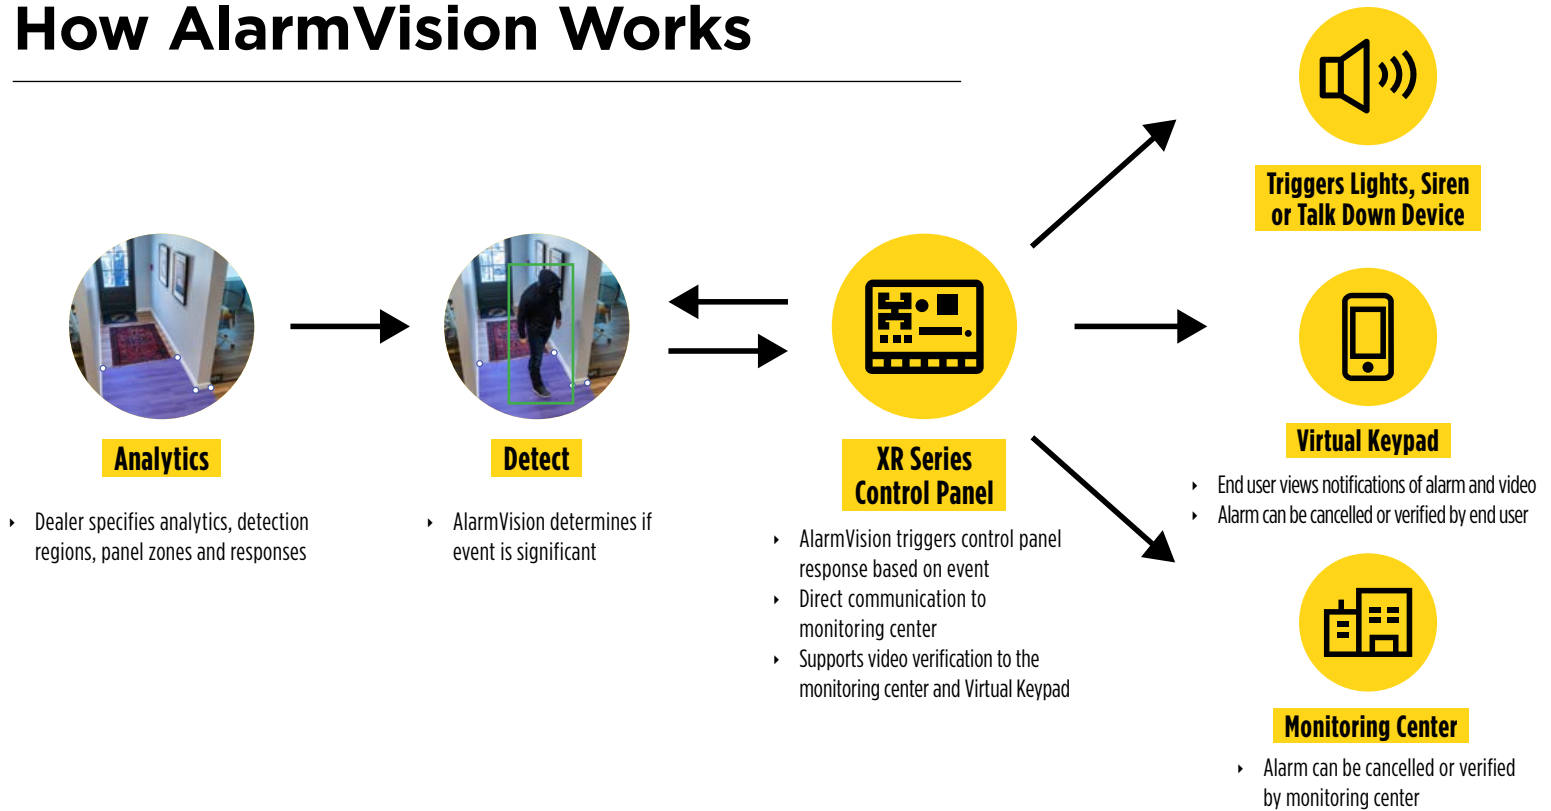 How AlarmVision Works
Analytics
‣ Dealer specifies analytics, detection
regions, panel zones and responses
Detect
‣ AlarmVision determines if
event is significant
XR Series
Control Panel
‣ AlarmVision triggers control panel
response based on event
‣ Direct communication to
monitoring center
‣ Supports video verification to the
monitoring center and Virtual Keypad
Triggers Lights, Siren
or Talk Down Device
Virtual Keypad
‣ End user views notifications of alarm and video
‣ Alarm can be cancelled or verified by end user
Monitoring Center
‣ Alarm can be cancelled or verified
by monitoring center